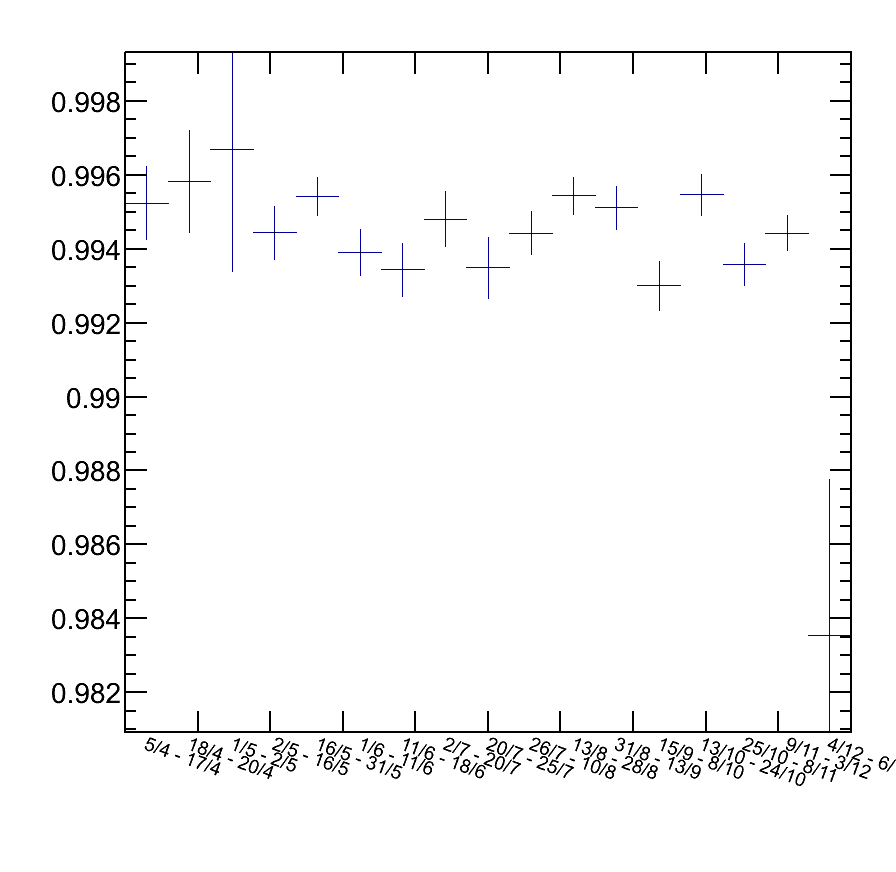 0.998
0.996
0.994
0.992
0.99
0.988
0.986
0.984
0.982
5/4 - 17/4
18/4 - 20/4
1/5 - 2/5
2/5 - 16/5
16/5 - 31/5
1/6 - 11/6
11/6 - 18/6
2/7 - 20/7
20/7 - 25/7
26/7 - 10/8
13/8 - 28/8
31/8 - 13/9
15/9 - 8/10
13/10 - 24/10
25/10 - 8/11
9/11 - 3/12
4/12 - 6/